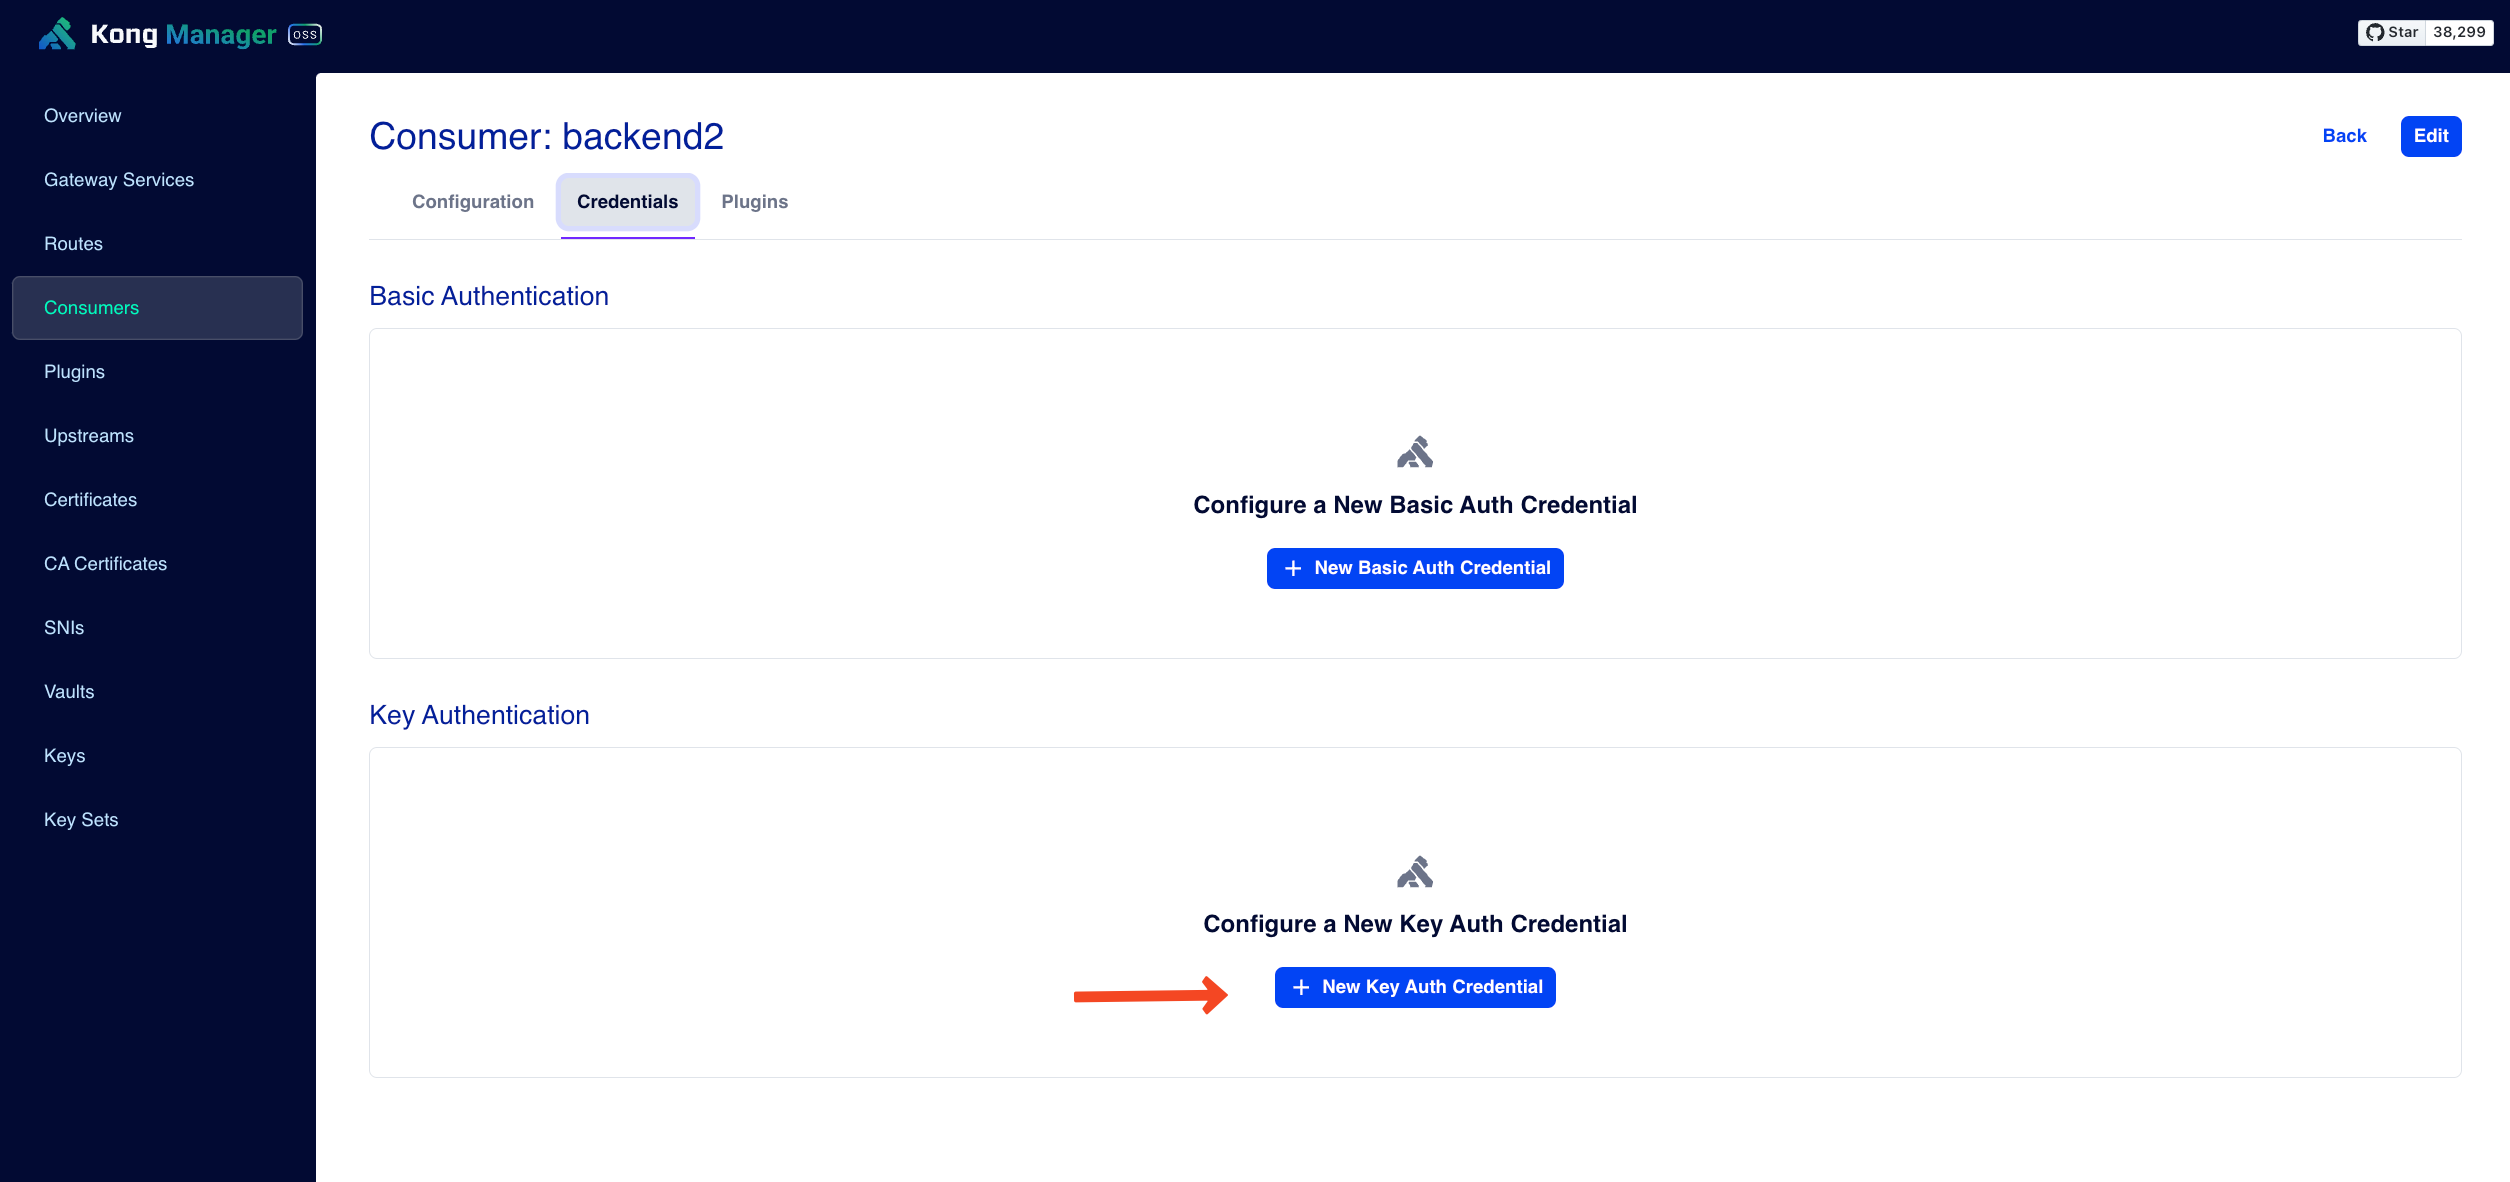 Kong Manager OSS
Star 38,299
Overview
Gateway Services
Routes
Consumers
Plugins
Upstreams
Certificates
CA Certificates
SNIs
Vaults
Keys
Key Sets
Consumer: backend2
Back Edit
Configuration Credentials Plugins
Basic Authentication
Configure a New Basic Auth Credential
+ New Basic Auth Credential
Key Authentication
Configure a New Key Auth Credential
+ New Key Auth Credential